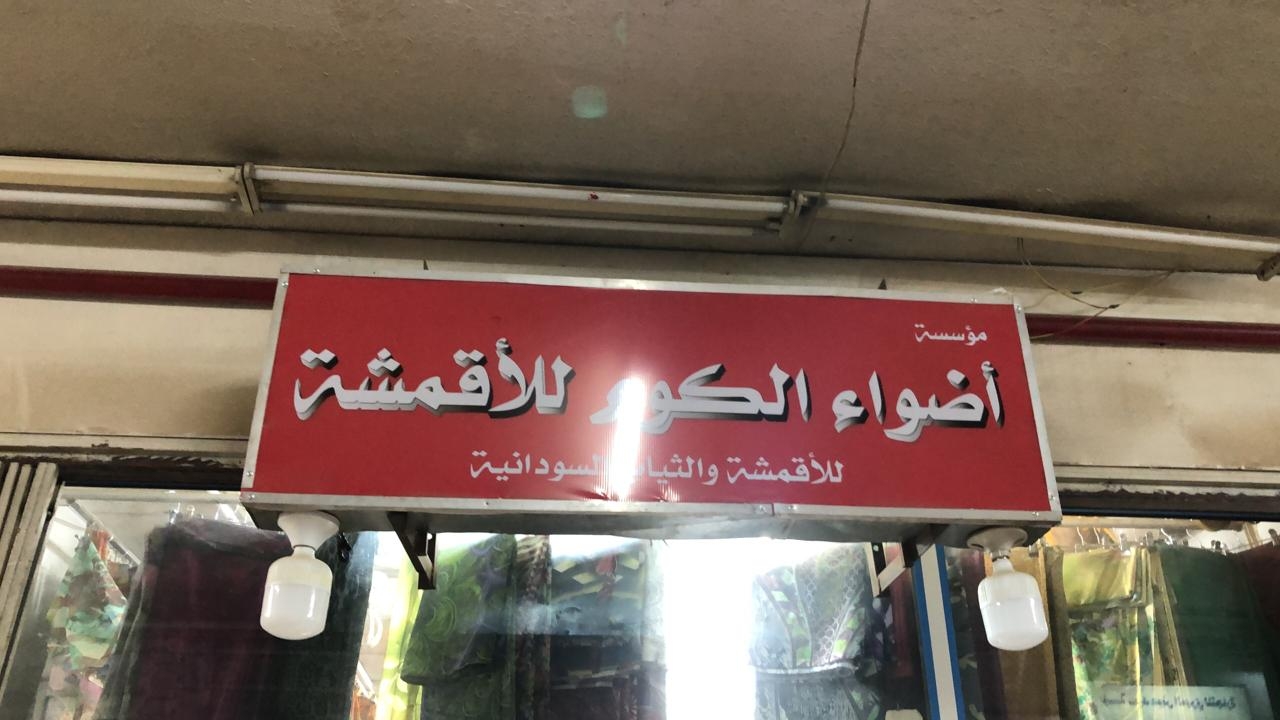 مؤسسة
أضواء الكور للأقمشة
للأقمشة والثياب السودانية